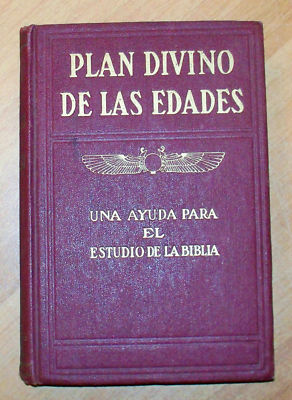 PLAN DIVINO
DE LAS EDADES
UNA AYUDA PARA
EL
ESTUDIO DE LA BIBLIA